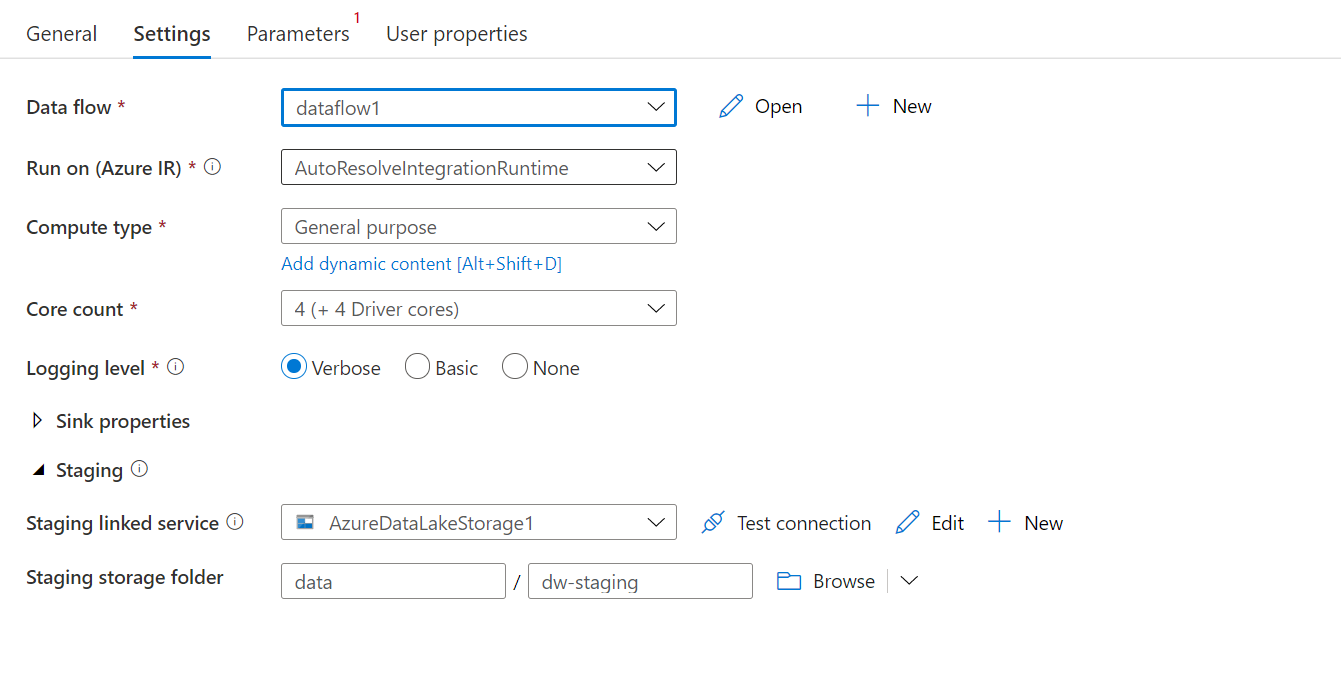 General Settings Parameters 1 User properties
Data flow * dataflow1 Open New
Run on (Azure IR) * AutoResolveIntegrationRuntime
Compute type * General purpose
Add dynamic content [Alt+Shift+D]
Core count * 4 (+ 4 Driver cores)
Logging level * Verbose Basic None
Sink properties
Staging
Staging linked service AzureDataLakeStorage1 Test connection Edit New
Staging storage folder data / dw-staging Browse